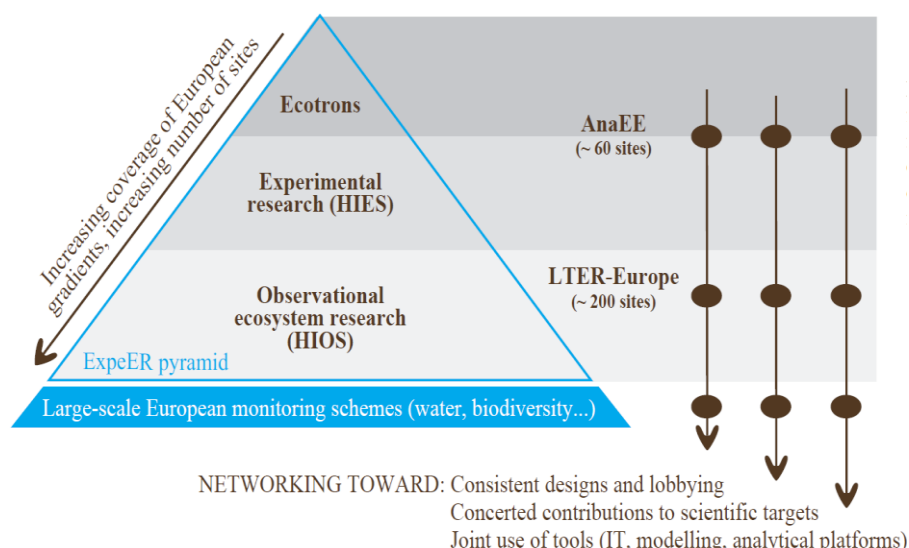 Increasing coverage of European
gradients, increasing number of sites
Ecotrons
AnaEE
(~ 60 sites)
Experimental
research (HIES)
LTER-Europe
(~ 200 sites)
Observational
ecosystem research
(HIOS)
ExpeER pyramid
Large-scale European monitoring schemes (water, biodiversity...)
NETWORKING TOWARD: Consistent designs and lobbying
Concerted contributions to scientific targets
Joint use of tools (IT, modelling, analytical platforms)